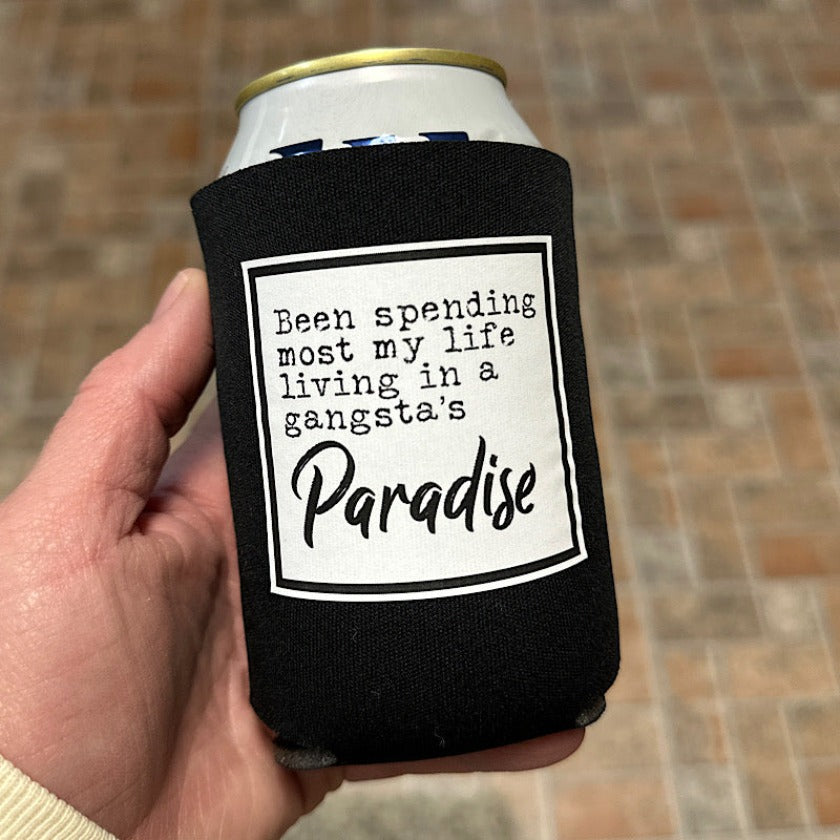 Been spending
most my life
living in a
gangsta's
Paradise